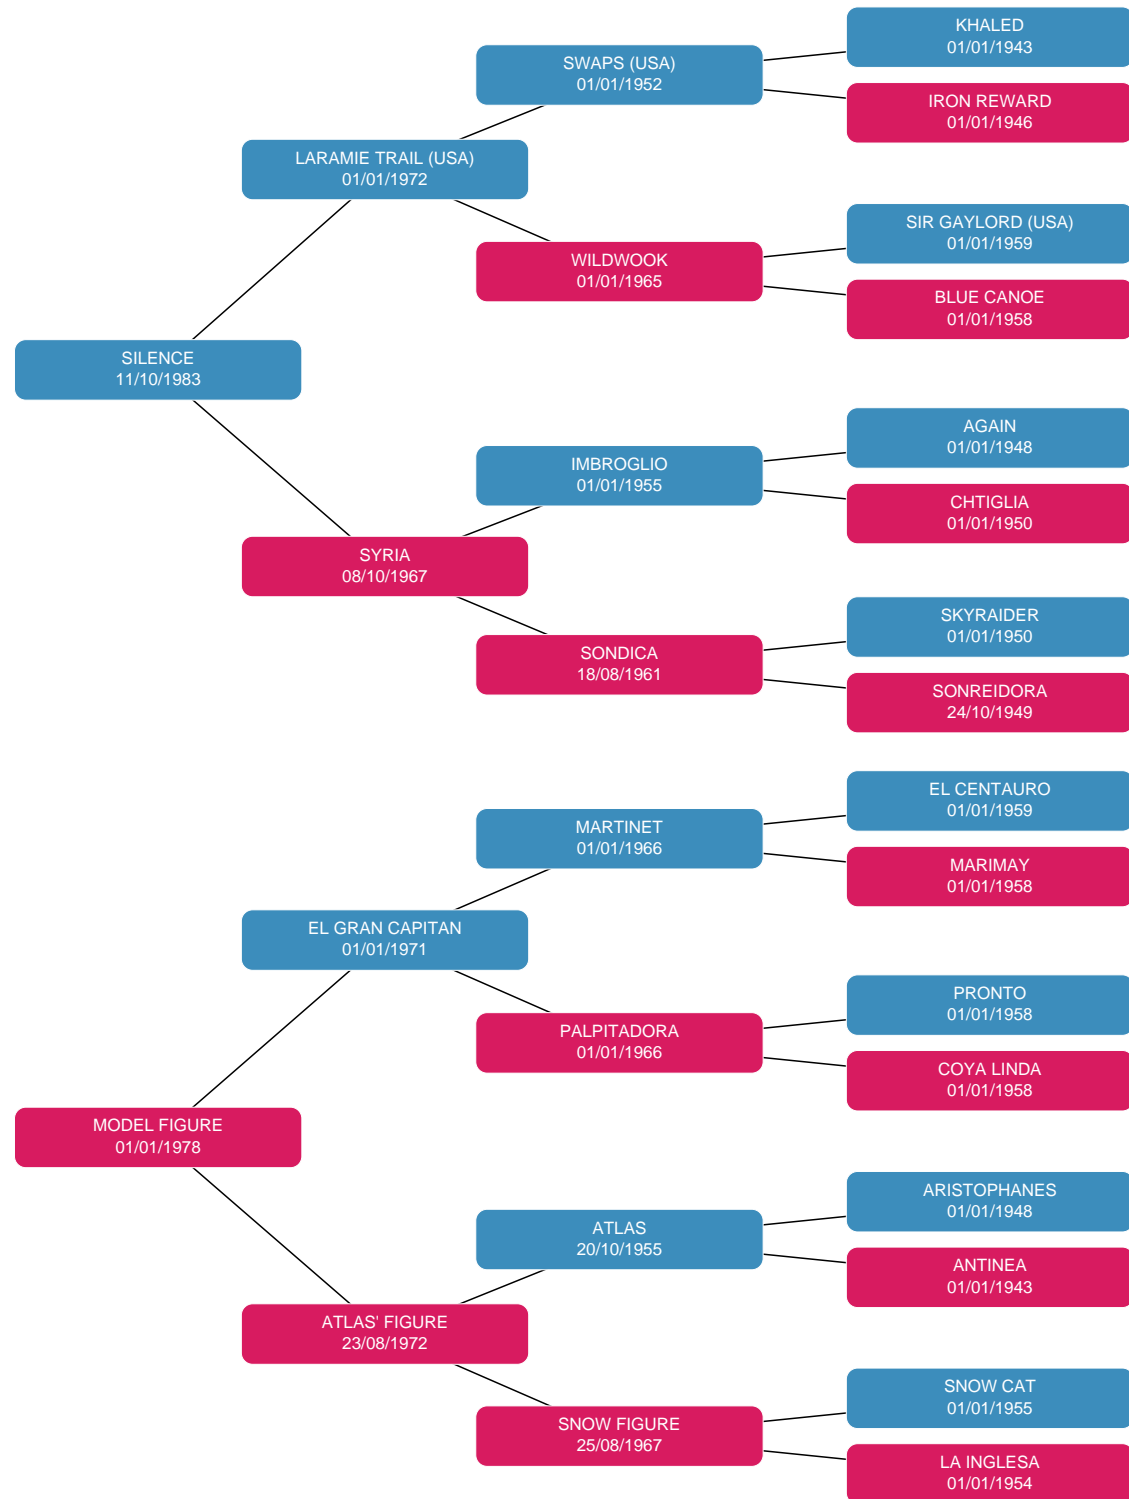 KHALED
01/01/1943
SWAPS (USA)
01/01/1952
IRON REWARD
01/01/1946
LARAMIE TRAIL (USA)
01/01/1972
SIR GAYLORD (USA)
01/01/1959
WILDWOOK
01/01/1965
BLUE CANOE
01/01/1958
SILENCE
11/10/1983
AGAIN
01/01/1948
IMBROGLIO
01/01/1955
CHTIGLIA
01/01/1950
SYRIA
08/10/1967
SKYRAIDER
01/01/1950
SONDICA
18/08/1961
SONREIDORA
24/10/1949
EL CENTAURO
01/01/1959
MARTINET
01/01/1966
MARIMAY
01/01/1958
EL GRAN CAPITAN
01/01/1971
PRONTO
01/01/1958
PALPITADORA
01/01/1966
COYA LINDA
01/01/1958
MODEL FIGURE
01/01/1978
ARISTOPHANES
01/01/1948
ATLAS
20/10/1955
ANTINEA
01/01/1943
ATLAS' FIGURE
23/08/1972
SNOW CAT
01/01/1955
SNOW FIGURE
25/08/1967
LA INGLESA
01/01/1954